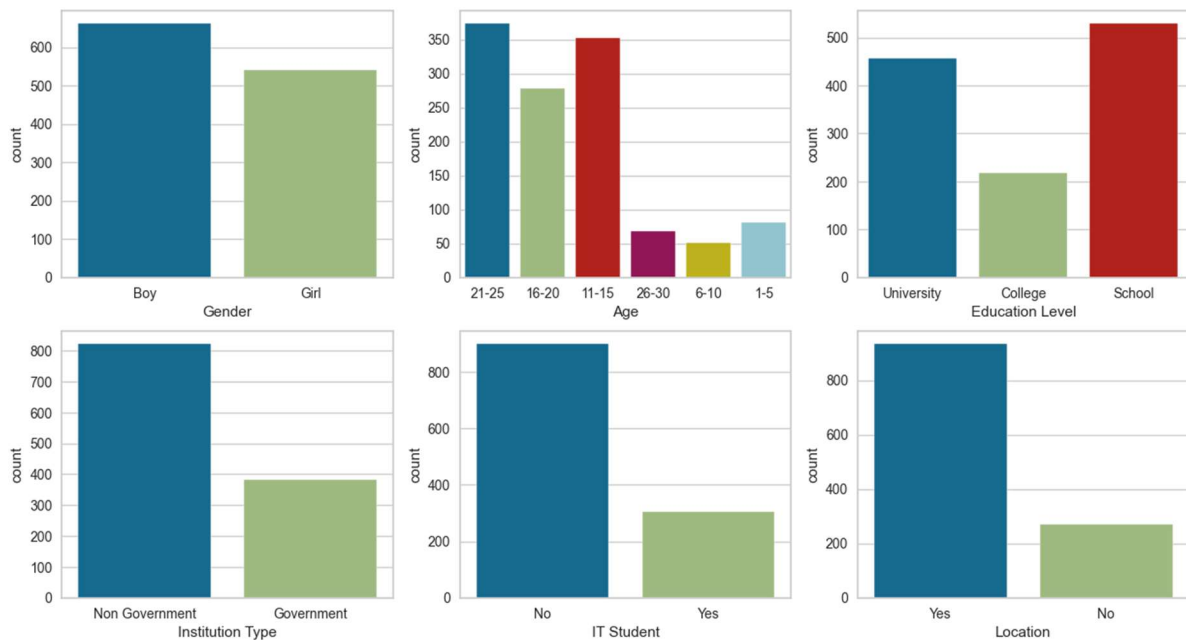 600
500
400
300
200
100
0
count
Boy Girl
Gender
350
300
250
200
150
100
50
0
count
21-25 16-20 11-15 26-30 6-10 1-5
Age
500
400
300
200
100
0
count
University College School
Education Level
800
700
600
500
400
300
200
100
0
count
Non Government Government
Institution Type
800
600
400
200
0
count
No Yes
IT Student
800
600
400
200
0
count
Yes No
Location